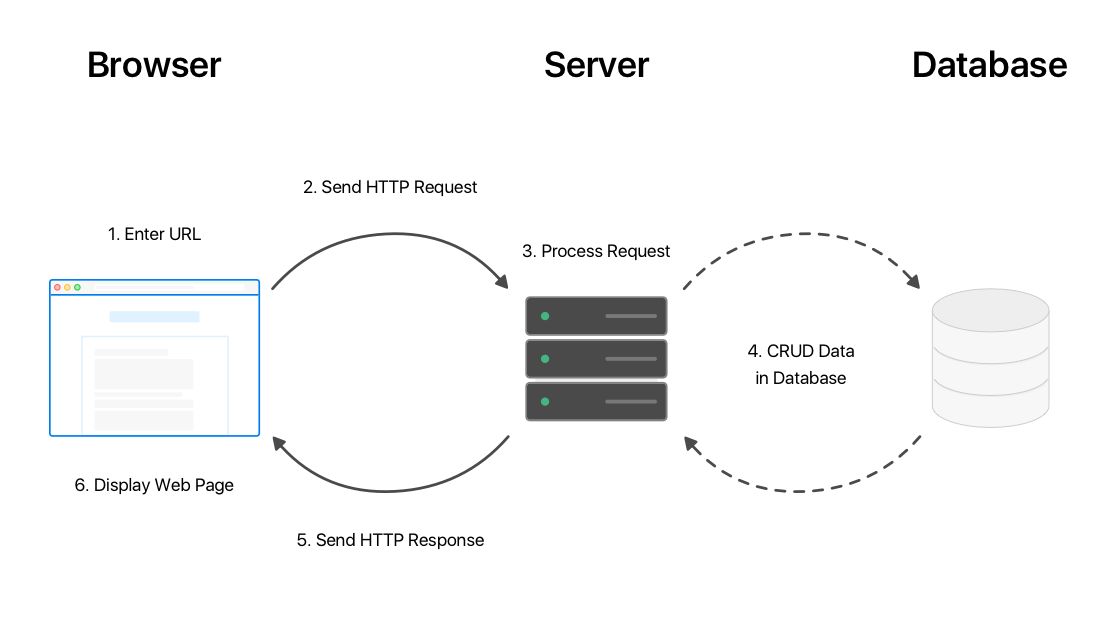 Browser
Server
Database
2. Send HTTP Request
1. Enter URL
3. Process Request
4. CRUD Data
in Database
6. Display Web Page
5. Send HTTP Response